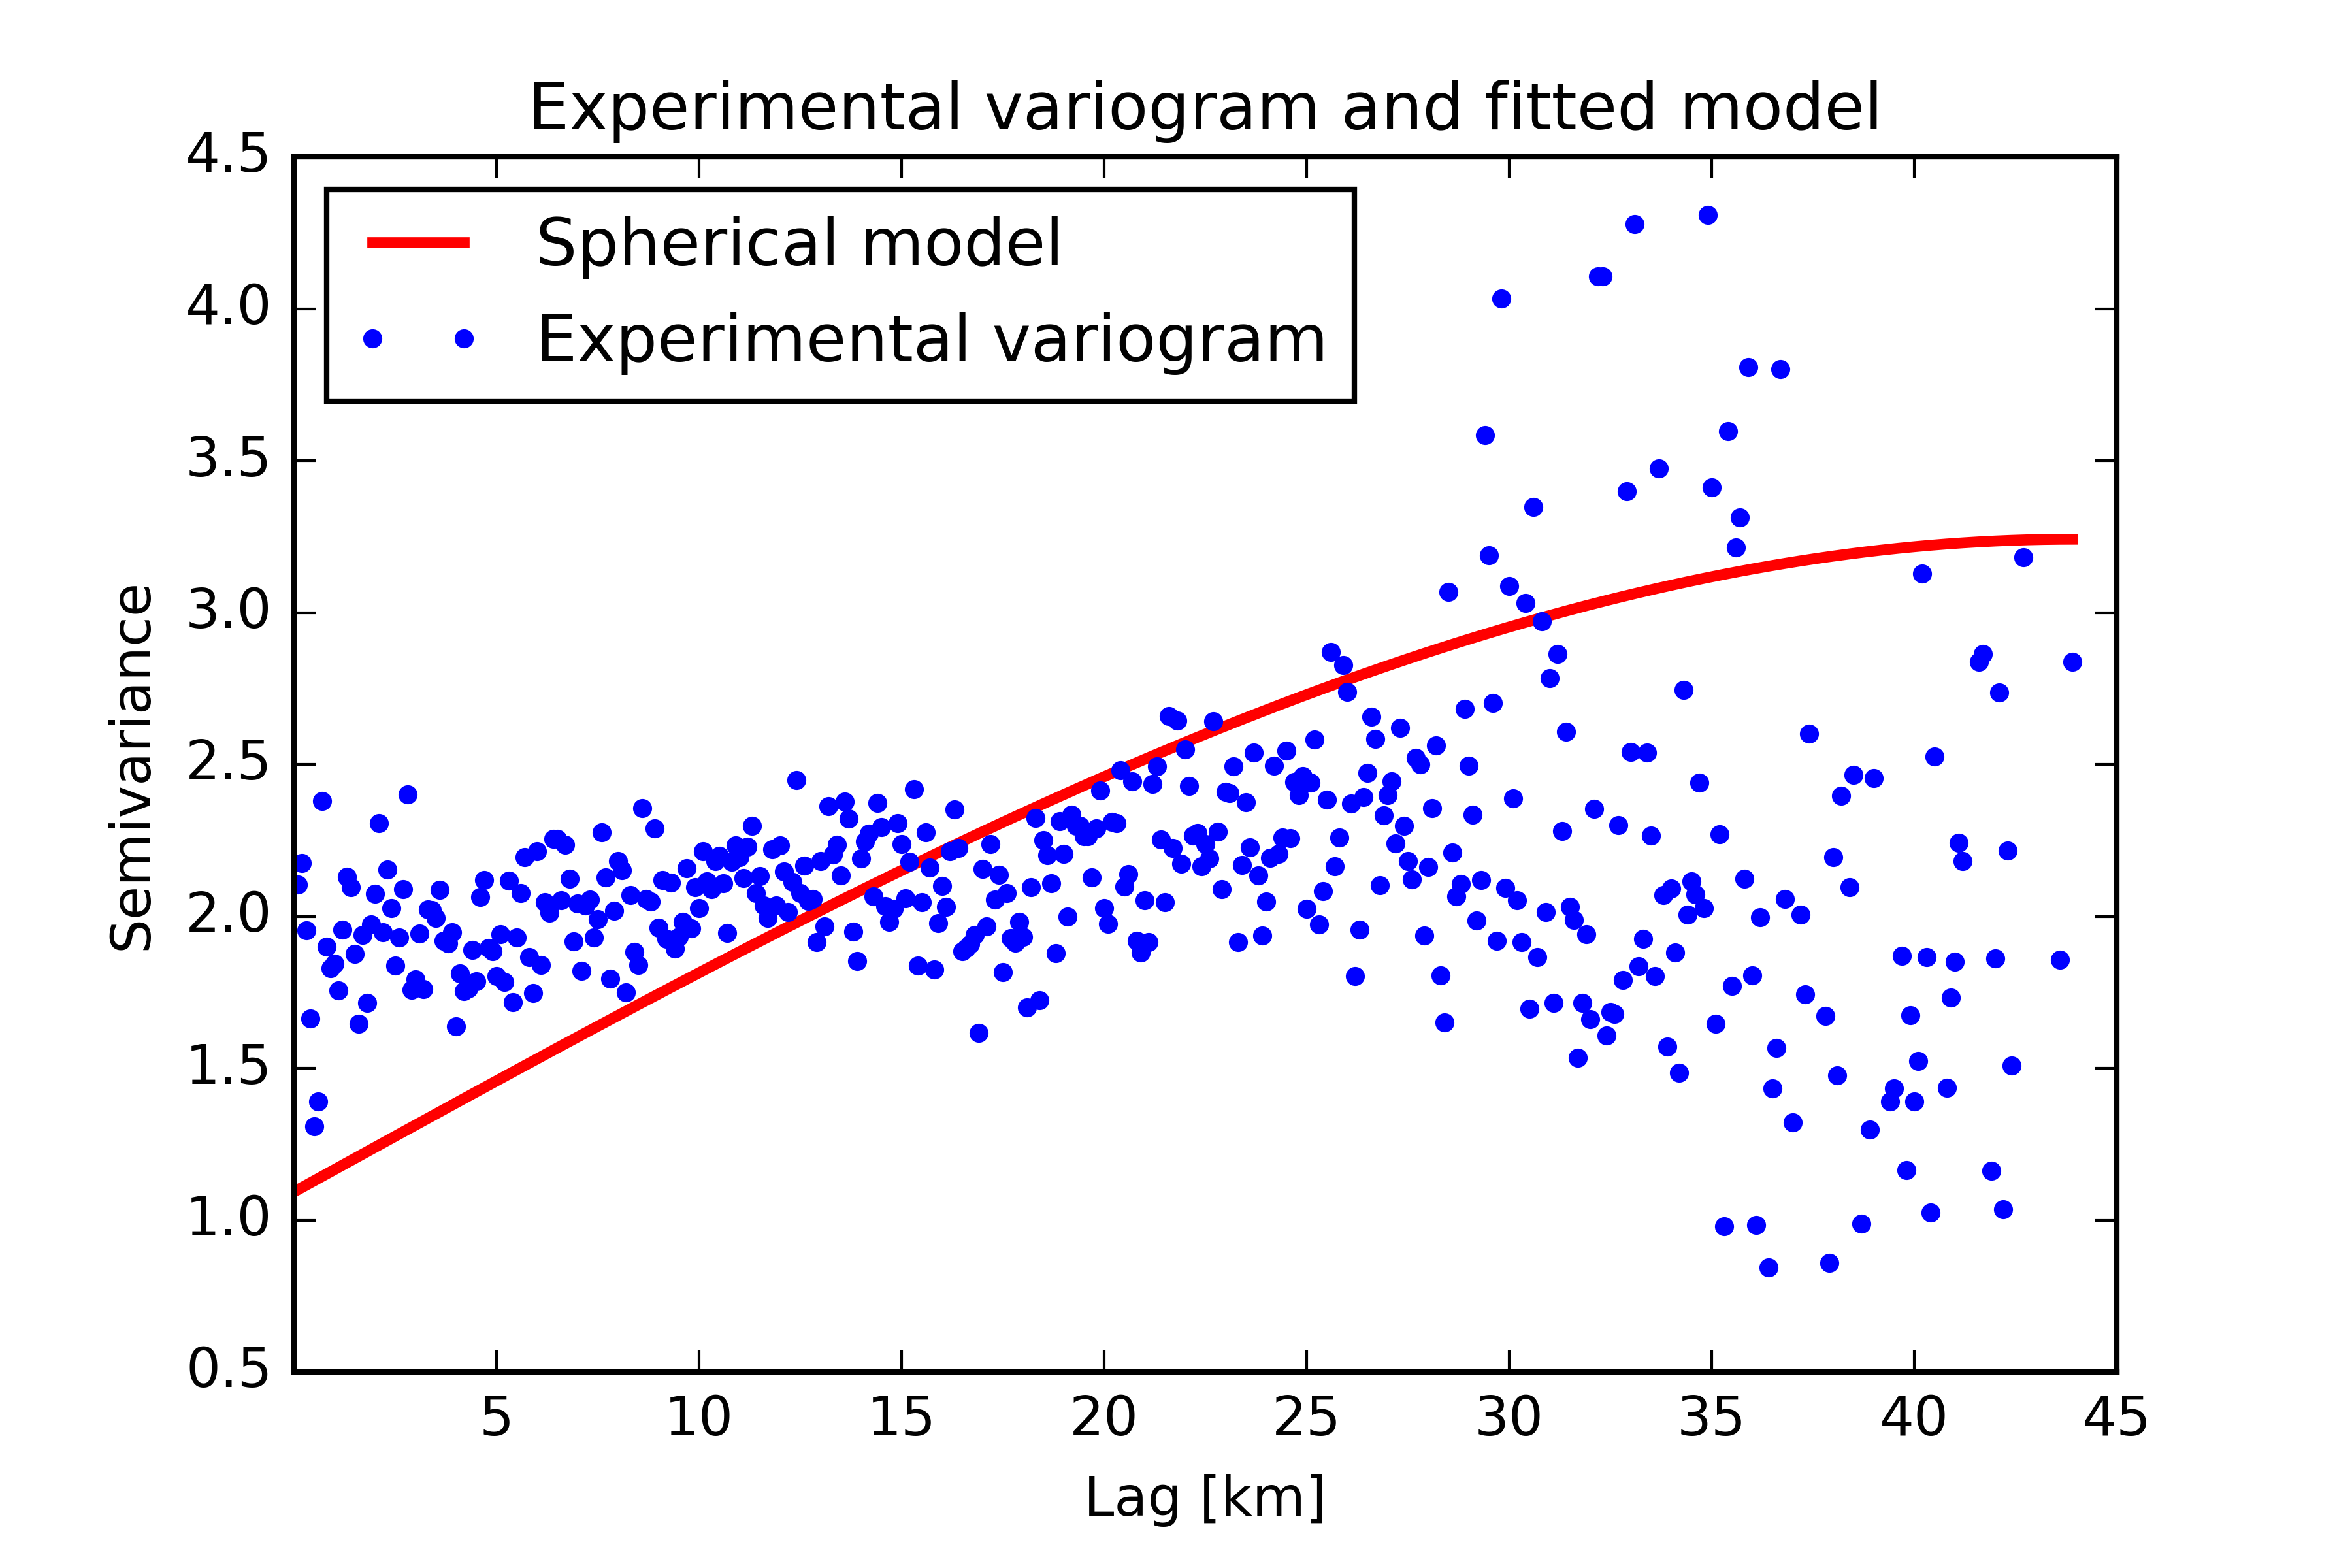 Experimental variogram and fitted model
4.5
4.0
3.5
3.0
2.5
2.0
1.5
1.0
0.5
Semivariance
Spherical model
Experimental variogram
5 10 15 20 25 30 35 40 45
Lag [km]